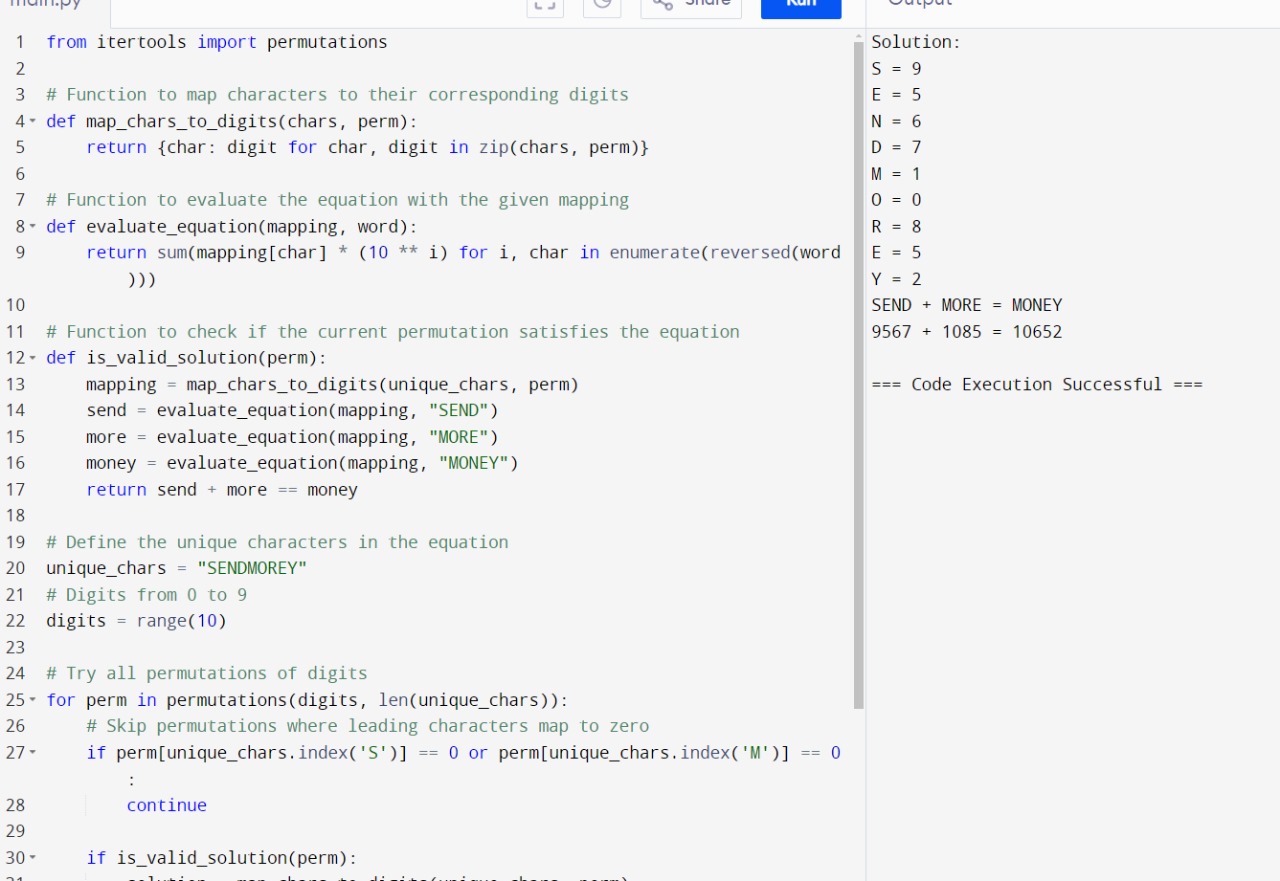 main.py
Share
Run
Output
1 from itertools import permutations
2
3 # Function to map characters to their corresponding digits
4 def map_chars_to_digits(chars, perm):
5     return {char: digit for char, digit in zip(chars, perm)}
6
7 # Function to evaluate the equation with the given mapping
8 def evaluate_equation(mapping, word):
9     return sum(mapping[char] * (10 ** i) for i, char in enumerate(reversed(word
)))
10
11 # Function to check if the current permutation satisfies the equation
12 def is_valid_solution(perm):
13     mapping = map_chars_to_digits(unique_chars, perm)
14     send = evaluate_equation(mapping, "SEND")
15     more = evaluate_equation(mapping, "MORE")
16     money = evaluate_equation(mapping, "MONEY")
17     return send + more == money
18
19 # Define the unique characters in the equation
20 unique_chars = "SENDMOREY"
21 # Digits from 0 to 9
22 digits = range(10)
23
24 # Try all permutations of digits
25 for perm in permutations(digits, len(unique_chars)):
26     # Skip permutations where leading characters map to zero
27     if perm[unique_chars.index('S')] == 0 or perm[unique_chars.index('M')] == 0
:
28         continue
29
30     if is_valid_solution(perm):
31         solution = map_chars_to_digits(unique_chars, perm)
Solution:
S = 9
E = 5
N = 6
D = 7
M = 1
O = 0
R = 8
E = 5
Y = 2
SEND + MORE = MONEY
9567 + 1085 = 10652
=== Code Execution Successful ===